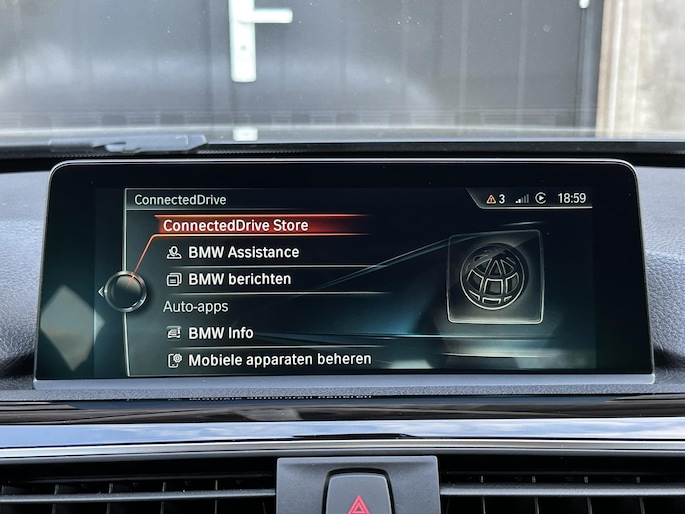 ConnectedDrive
3 18:59
ConnectedDrive Store
BMW Assistance
BMW berichten
Auto-apps
BMW Info
Mobiele apparaten beheren